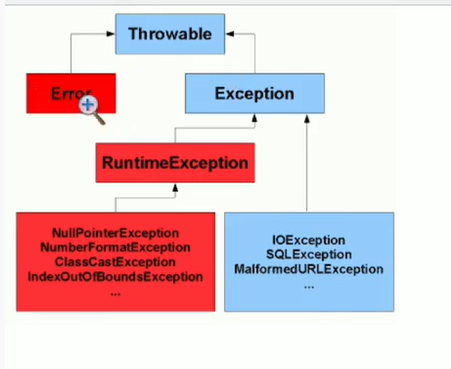 Throwable
Error
Exception
RuntimeException
NullPointerException
NumberFormatException
ClassCastException
IndexOutOfBoundsException
...
IOException
SQLException
MalformedURLException
...